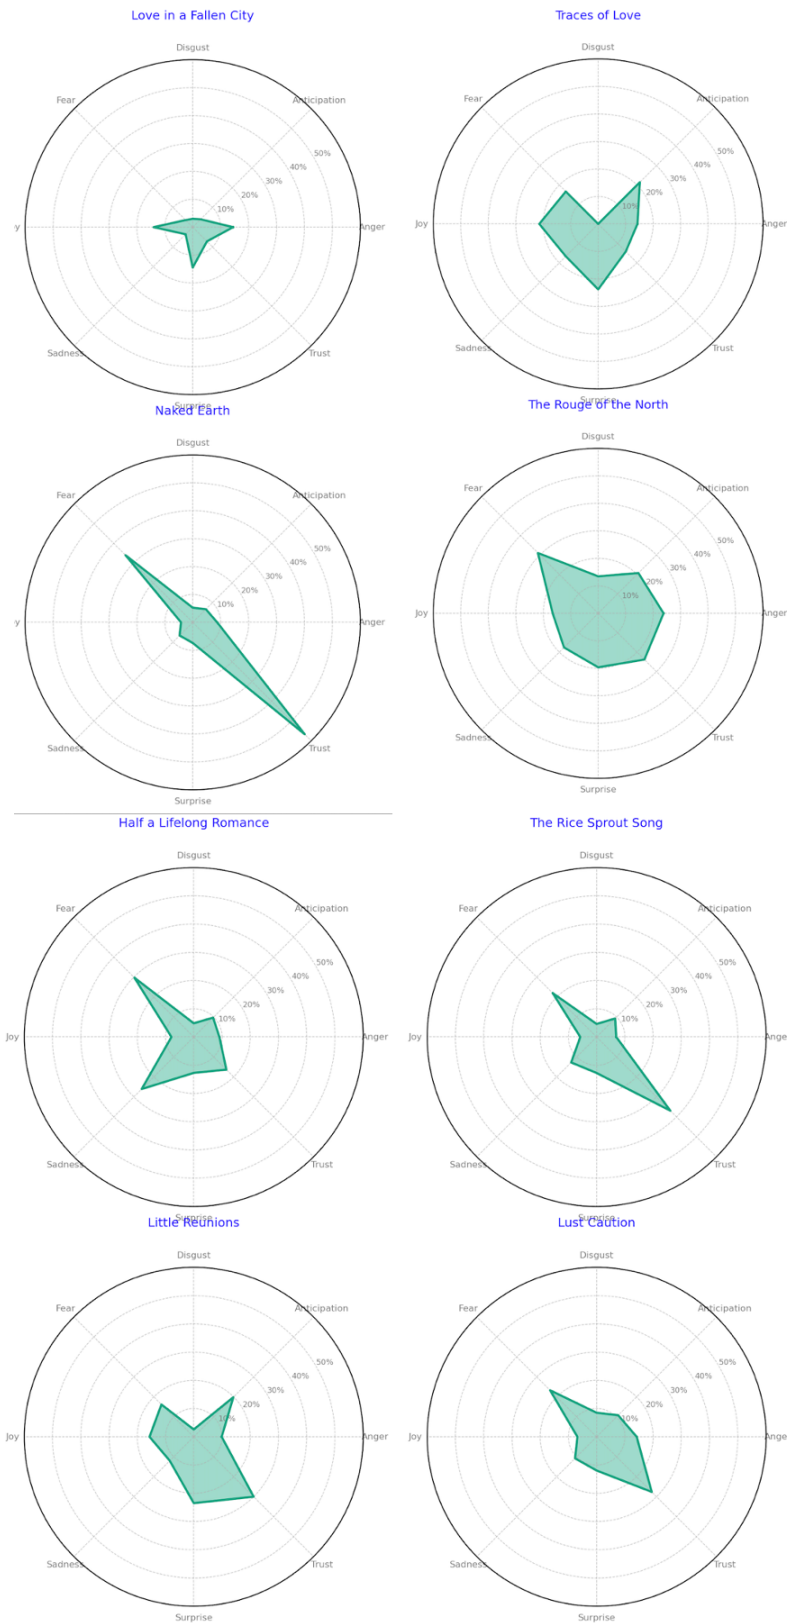 Love in a Fallen City
Disgust
Fear
Anticipation
50%
40%
30%
20%
10%
y
Anger
Sadness
Trust
Surprise
Traces of Love
Disgust
Fear
Anticipation
50%
40%
30%
20%
10%
Joy
Anger
Sadness
Trust
Surprise
Naked Earth
Disgust
Fear
Anticipation
50%
40%
30%
20%
10%
y
Anger
Sadness
Trust
Surprise
The Rouge of the North
Disgust
Fear
Anticipation
50%
40%
30%
20%
10%
Joy
Anger
Sadness
Trust
Surprise
Half a Lifelong Romance
Disgust
Fear
Anticipation
50%
40%
30%
20%
10%
Joy
Anger
Sadness
Trust
Surprise
The Rice Sprout Song
Disgust
Fear
Anticipation
50%
40%
30%
20%
10%
Joy
Ange
Sadness
Trust
Surprise
Little Reunions
Disgust
Fear
Anticipation
50%
40%
30%
20%
10%
Joy
Anger
Sadness
Trust
Surprise
Lust Caution
Disgust
Fear
Anticipation
50%
40%
30%
20%
10%
Joy
Ange
Sadness
Trust
Surprise